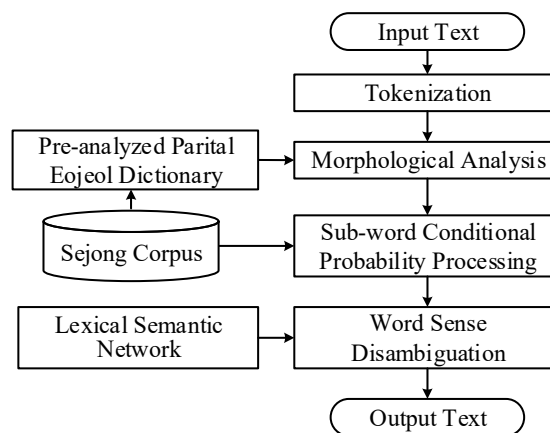 Input Text
Tokenization
Pre-analyzed Parital
Eojeol Dictionary
Morphological Analysis
Sejong Corpus
Sub-word Conditional
Probability Processing
Lexical Semantic
Network
Word Sense
Disambiguation
Output Text